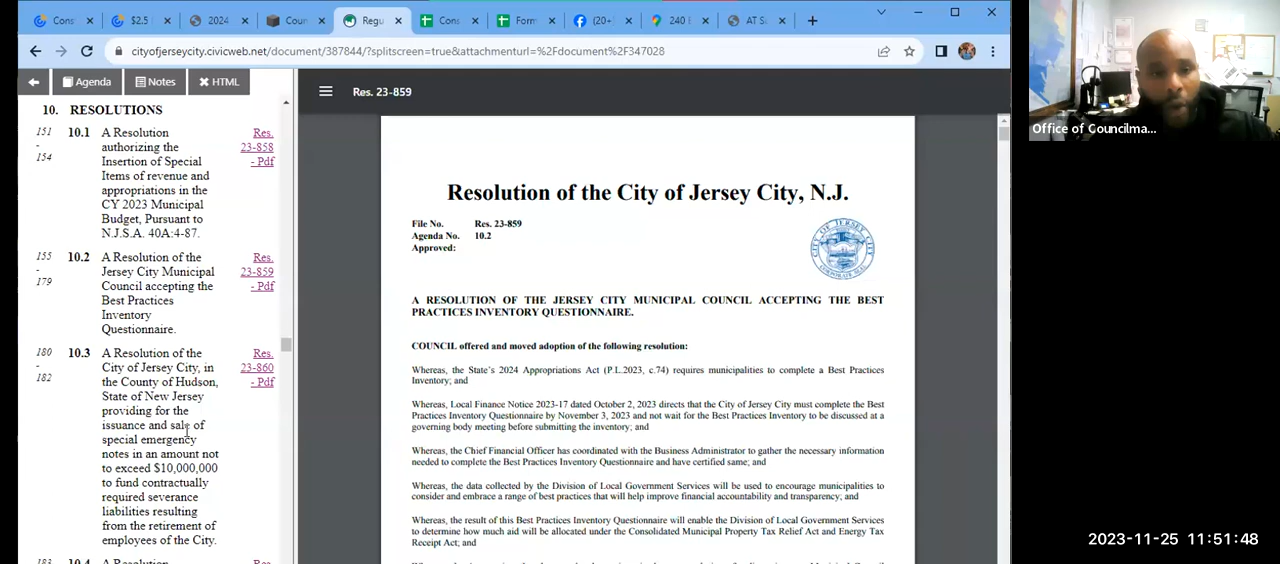 Cons
$2.5
2024
Coun
Regu
Cons
Form
(20+
240
AT S
cityofjerseycity.civicweb.net/document/387844/?splitscreen=true&attachmenturl=%2Fdocument%2F347028
Agenda
Notes
HTML
Res. 23-859
10. RESOLUTIONS
151 - 154
10.1 A Resolution authorizing the Insertion of Special Items of revenue and appropriations in the CY 2023 Municipal Budget, Pursuant to N.J.S.A. 40A:4-87.
Res. 23-858 - Pdf
155 - 179
10.2 A Resolution of the Jersey City Municipal Council accepting the Best Practices Inventory Questionnaire.
Res. 23-859 - Pdf
180 - 182
10.3 A Resolution of the City of Jersey City, in the County of Hudson, State of New Jersey providing for the issuance and sale of special emergency notes in an amount not to exceed $10,000,000 to fund contractually required severance liabilities resulting from the retirement of employees of the City.
Res. 23-860 - Pdf
Resolution of the City of Jersey City, N.J.
File No. Res. 23-859
Agenda No. 10.2
Approved:
A RESOLUTION OF THE JERSEY CITY MUNICIPAL COUNCIL ACCEPTING THE BEST
PRACTICES INVENTORY QUESTIONNAIRE.
COUNCIL offered and moved adoption of the following resolution:
Whereas, the State's 2024 Appropriations Act (P.L.2023, c.74) requires municipalities to complete a Best Practices
Inventory; and
Whereas, Local Finance Notice 2023-17 dated October 2, 2023 directs that the City of Jersey City must complete the Best
Practices Inventory Questionnaire by November 3, 2023 and not wait for the Best Practices Inventory to be discussed at a
governing body meeting before submitting the inventory; and
Whereas, the Chief Financial Officer has coordinated with the Business Administrator to gather the necessary information
needed to complete the Best Practices Inventory Questionnaire and have certified same; and
Whereas, the data collected by the Division of Local Government Services will be used to encourage municipalities to
consider and embrace a range of best practices that will help improve financial accountability and transparency; and
Whereas, the result of this Best Practices Inventory Questionnaire will enable the Division of Local Government Services
to determine how much aid will be allocated under the Consolidated Municipal Property Tax Relief Act and Energy Tax
Receipt Act; and
Office of Councilma...
2023-11-25 11:51:48